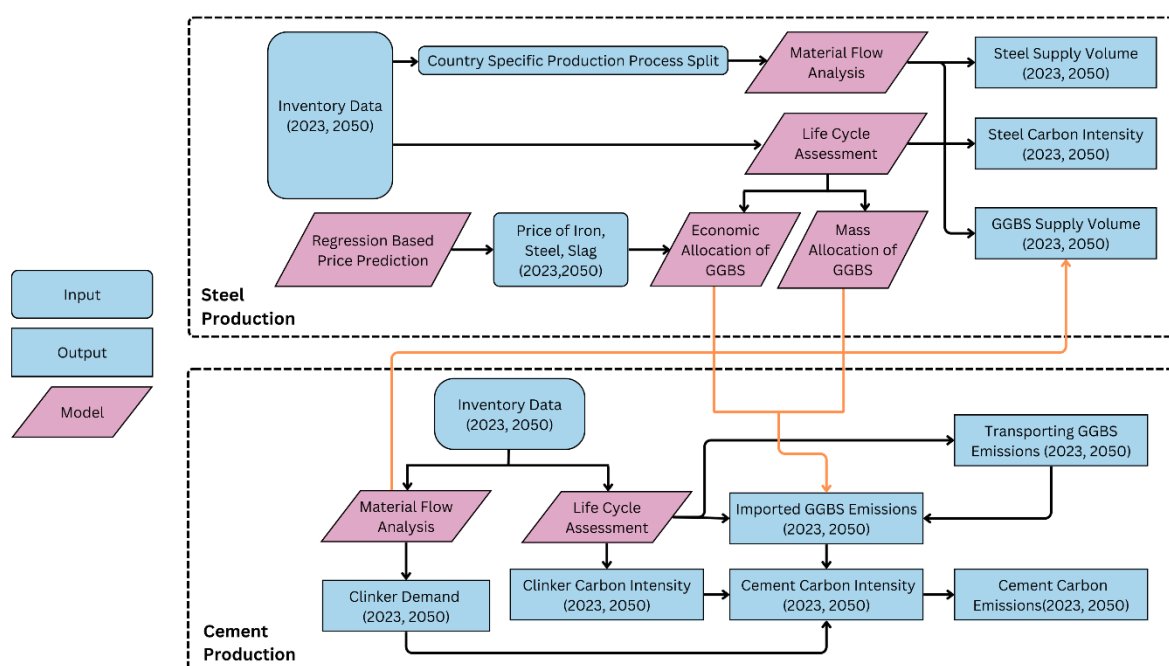 Inventory Data
(2023, 2050)
Country Specific Production Process Split
Material Flow
Analysis
Steel Supply Volume
(2023, 2050)
Life Cycle
Assessment
Steel Carbon Intensity
(2023, 2050)
Regression Based
Price Prediction
Price of Iron,
Steel, Slag
(2023,2050)
Economic
Allocation of
GGBS
Mass
Allocation of
GGBS
GGBS Supply Volume
(2023, 2050)
Steel
Production
Input
Output
Model
Inventory Data
(2023, 2050)
Transporting GGBS
Emissions (2023, 2050)
Material Flow
Analysis
Life Cycle
Assessment
Imported GGBS Emissions
(2023, 2050)
Clinker Demand
(2023, 2050)
Clinker Carbon Intensity
(2023, 2050)
Cement Carbon Intensity
(2023, 2050)
Cement Carbon
Emissions(2023, 2050)
Cement
Production